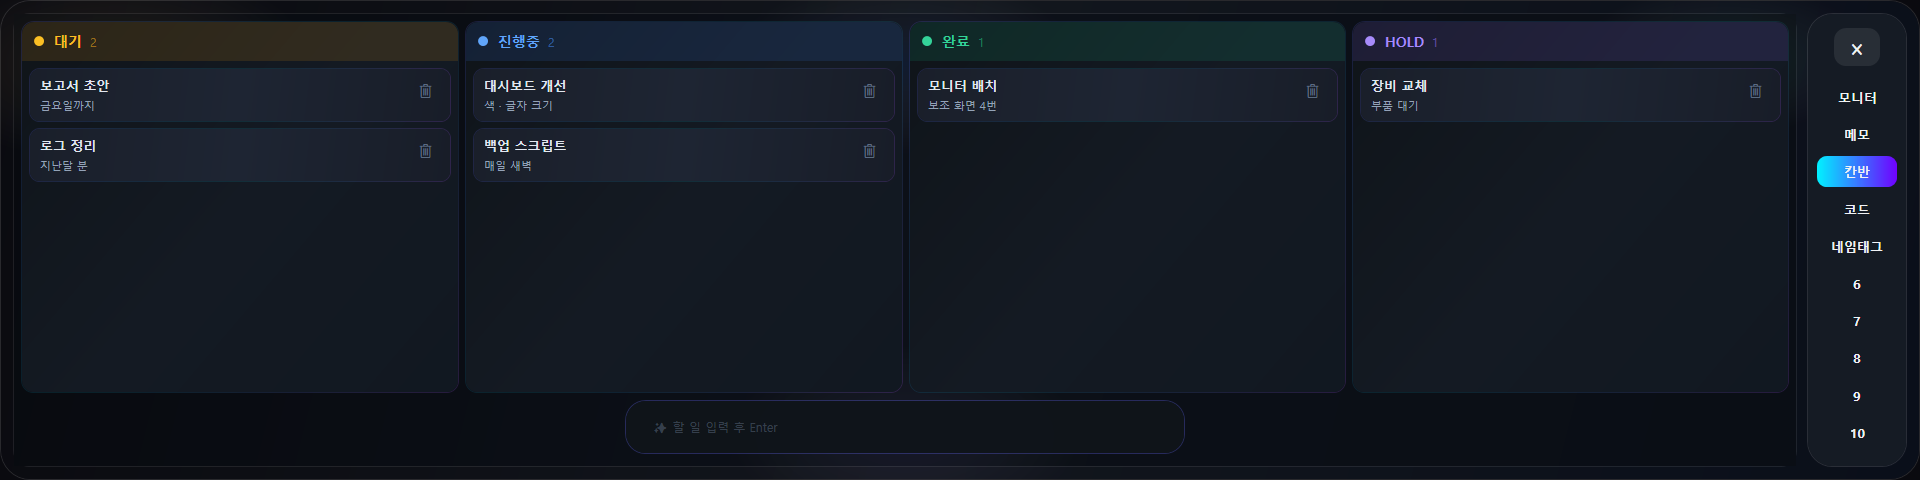 대기 2
보고서 초안
금요일까지
로그 정리
지난달 분
진행중 2
대시보드 개선
색 · 글자 크기
백업 스크립트
매일 새벽
완료 1
모니터 배치
보조 화면 4번
HOLD 1
장비 교체
부품 대기
✨ 할 일 입력 후 Enter
×
모니터
메모
칸반
코드
네임태그
6
7
8
9
10